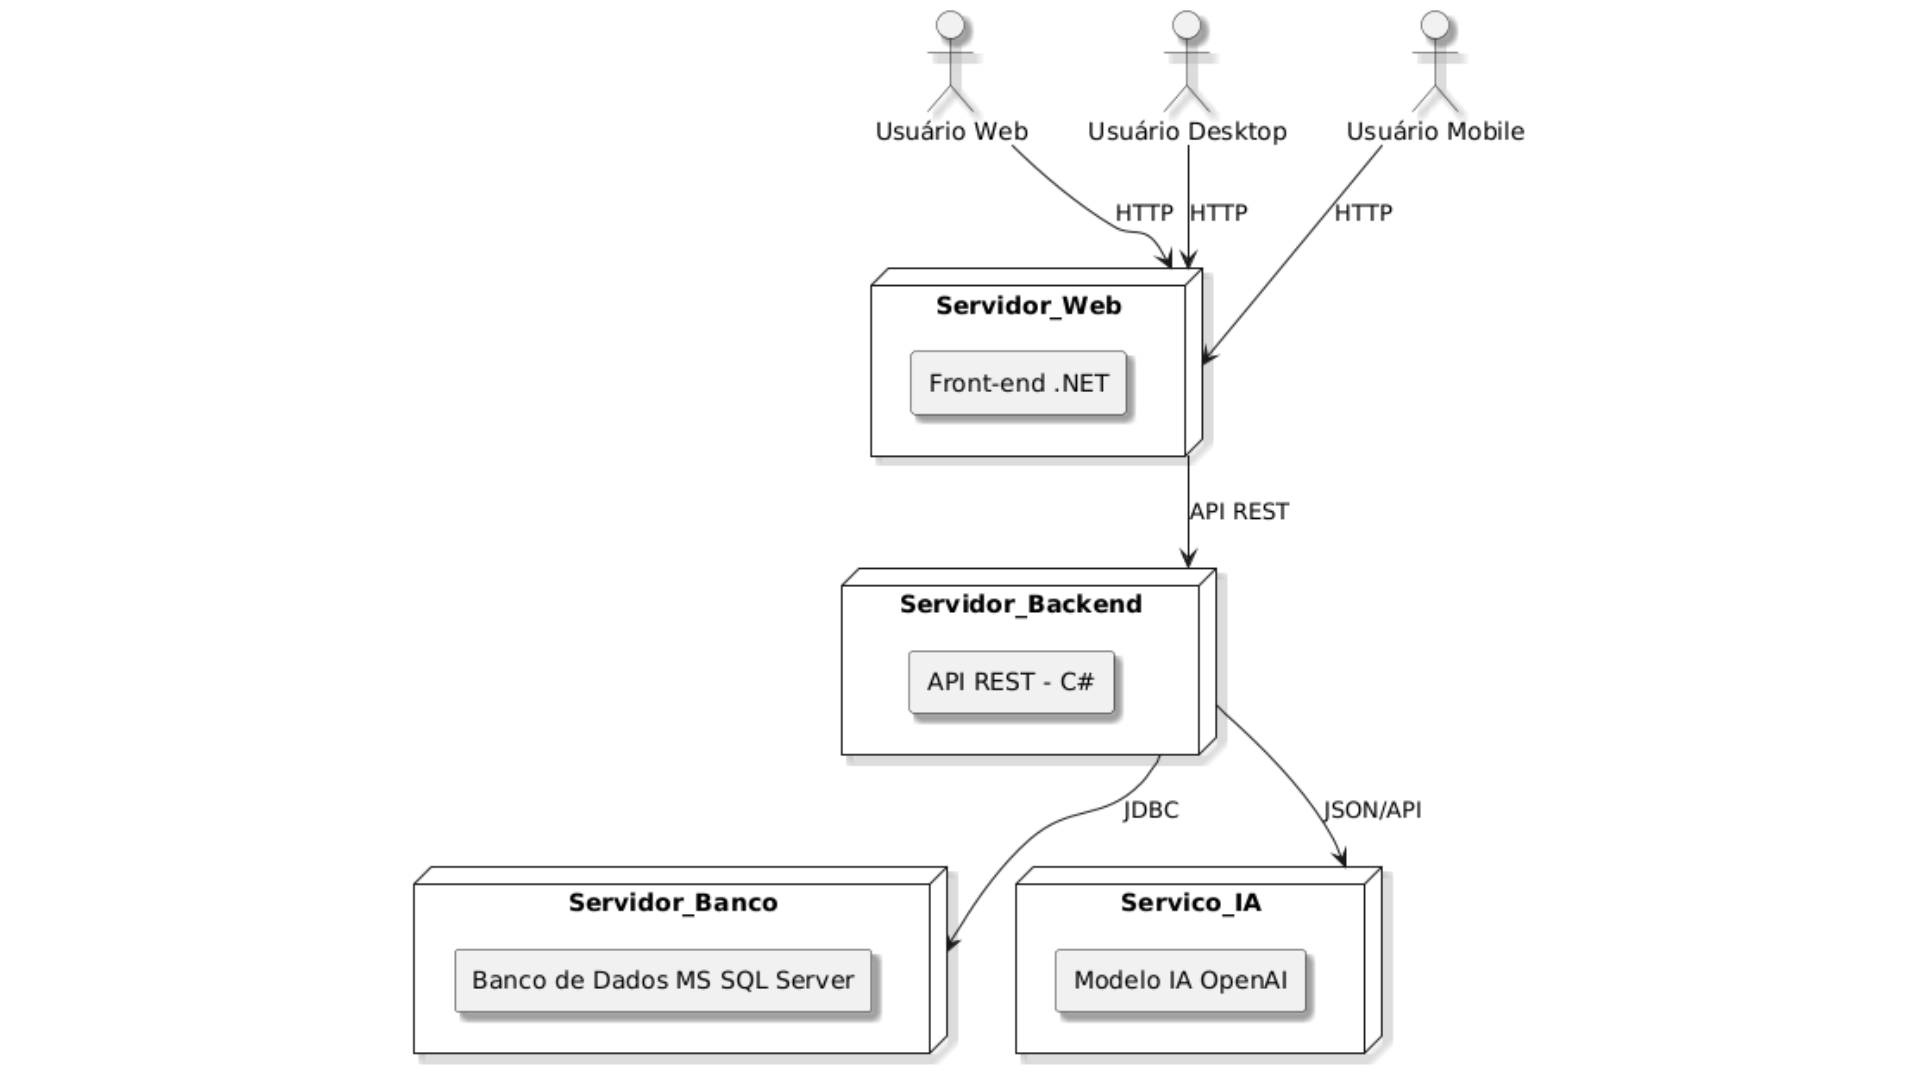 Usuário Web
Usuário Desktop
Usuário Mobile
HTTP
HTTP
HTTP
Servidor_Web
Front-end .NET
API REST
Servidor_Backend
API REST - C#
JDBC
JSON/API
Servidor_Banco
Banco de Dados MS SQL Server
Servico_IA
Modelo IA OpenAI